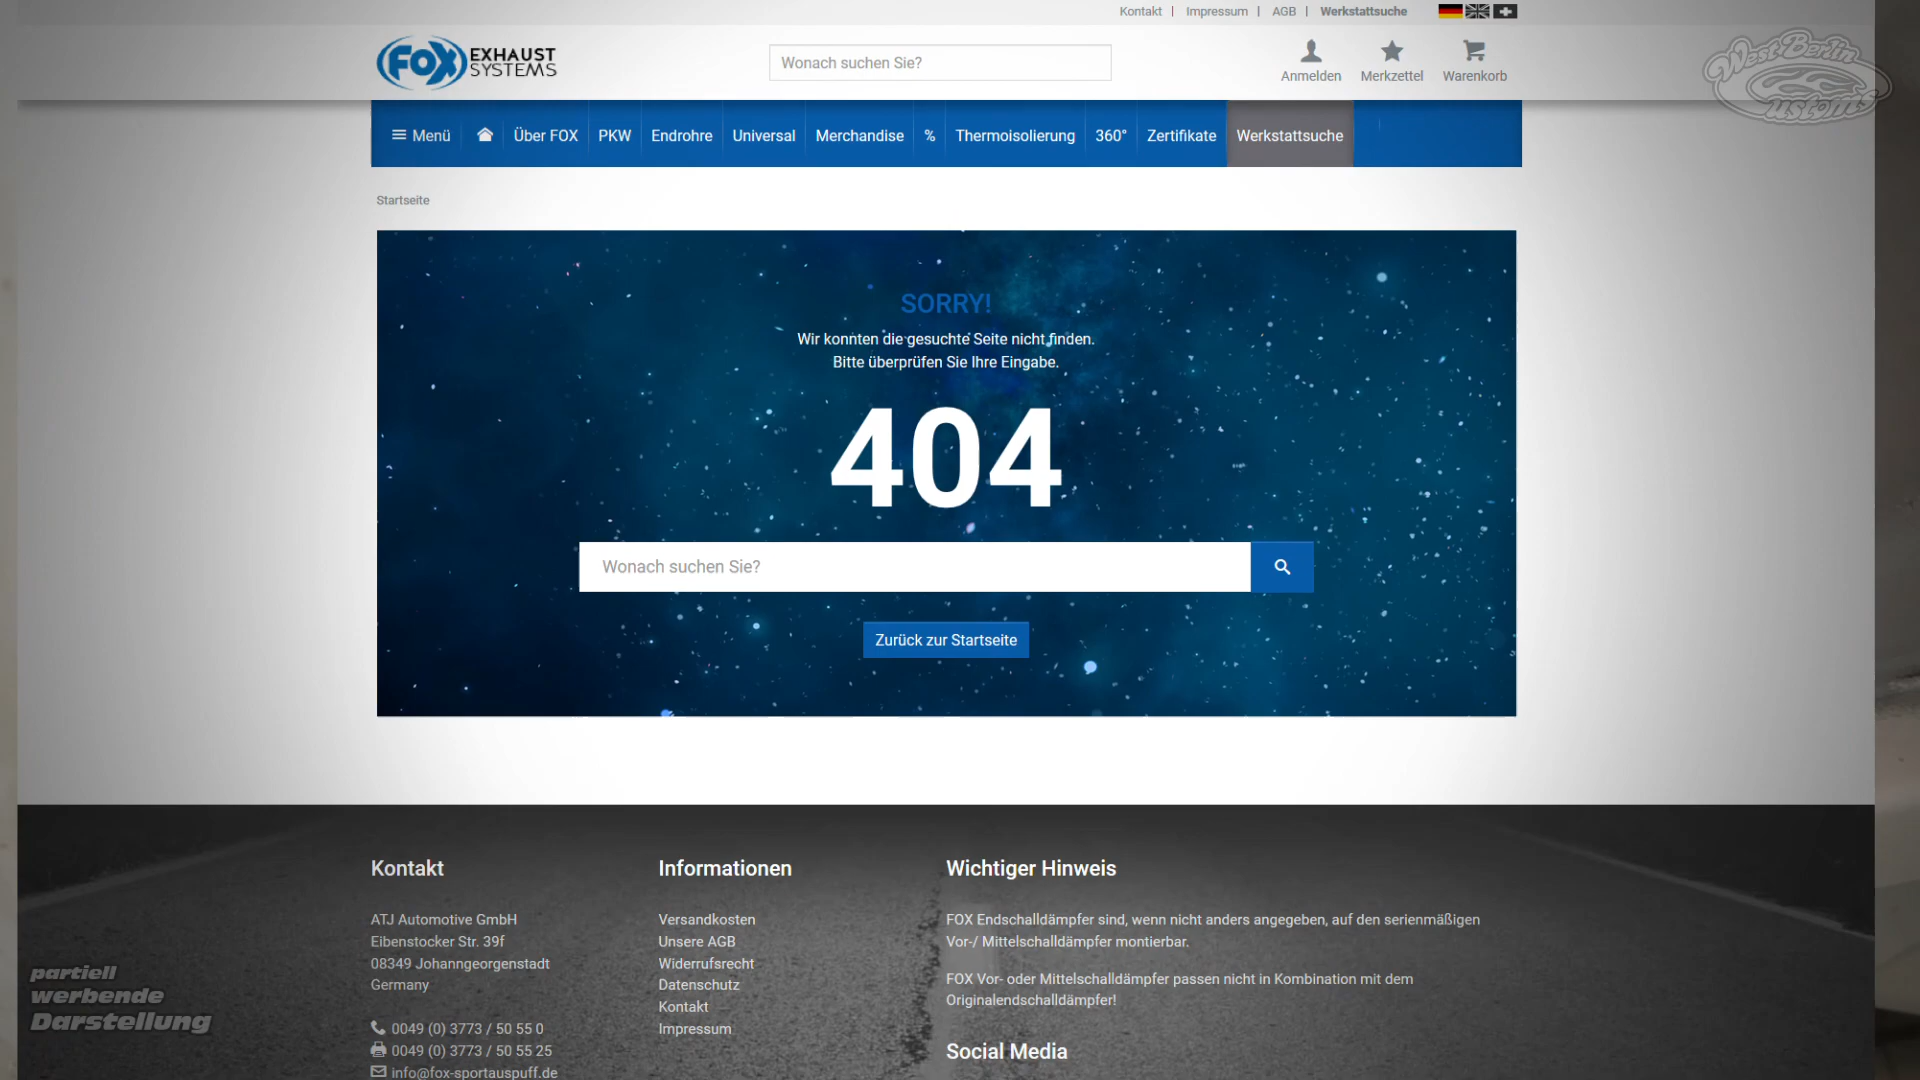 Kontakt | Impressum | AGB | Werkstattsuche
FOX EXHAUST SYSTEMS
Wonach suchen Sie?
Anmelden Merkzettel Warenkorb
West Berlin Customs
Menü Über FOX PKW Endrohre Universal Merchandise % Thermoisolierung 360° Zertifikate Werkstattsuche
Startseite
SORRY!
Wir konnten die gesuchte Seite nicht finden.
Bitte überprüfen Sie Ihre Eingabe.
404
Wonach suchen Sie?
Zurück zur Startseite
Kontakt
ATJ Automotive GmbH
Eibenstocker Str. 39f
08349 Johanngeorgenstadt
Germany
0049 (0) 3773 / 50 55 0
0049 (0) 3773 / 50 55 25
info@fox-sportauspuff.de
Informationen
Versandkosten
Unsere AGB
Widerrufsrecht
Datenschutz
Kontakt
Impressum
Wichtiger Hinweis
FOX Endschalldämpfer sind, wenn nicht anders angegeben, auf den serienmäßigen
Vor-/ Mittelschalldämpfer montierbar.
FOX Vor- oder Mittelschalldämpfer passen nicht in Kombination mit dem
Originalendschalldämpfer!
Social Media
partiell
werbende
Darstellung